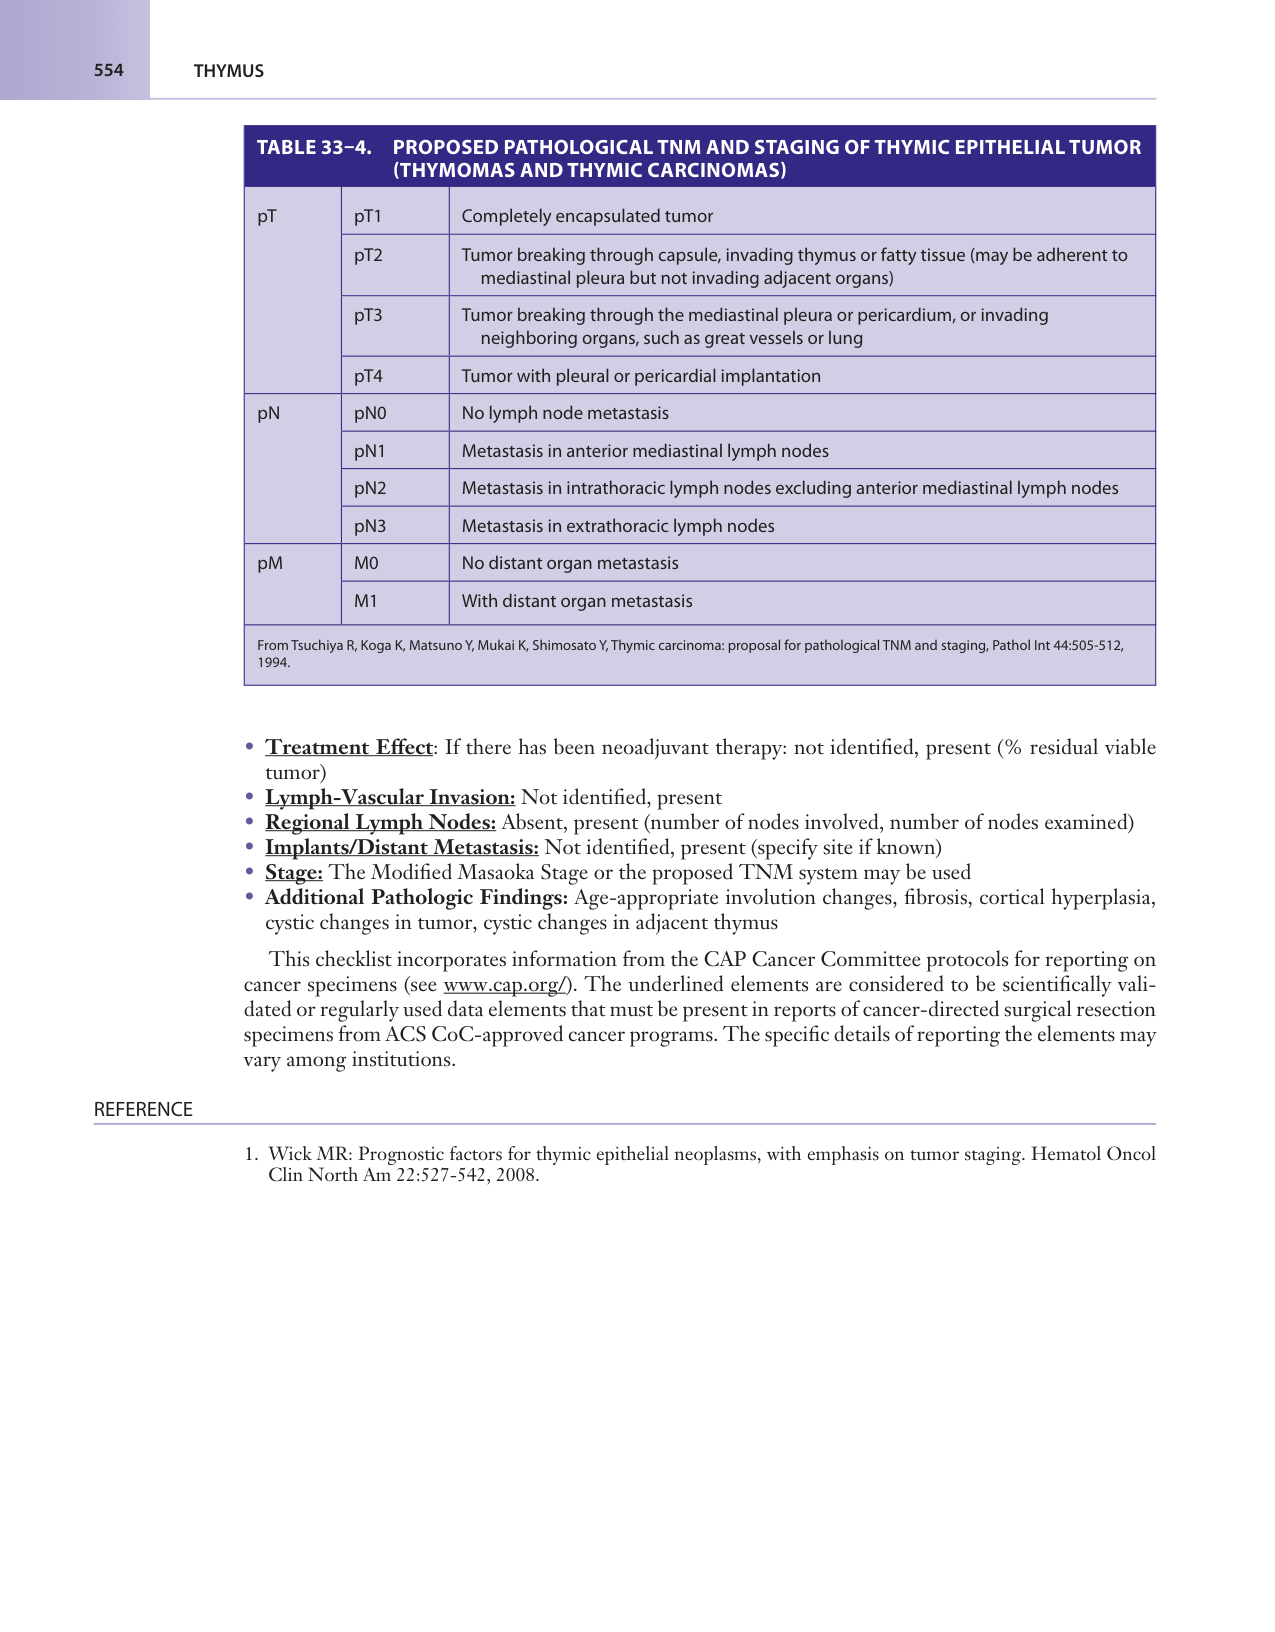 554 THYMUS
TABLE 33–4. PROPOSED PATHOLOGICAL TNM AND STAGING OF THYMIC EPITHELIAL TUMOR
(THYMOMAS AND THYMIC CARCINOMAS)
pT pT1 Completely encapsulated tumor
pT2 Tumor breaking through capsule, invading thymus or fatty tissue (may be adherent to
mediastinal pleura but not invading adjacent organs)
pT3 Tumor breaking through the mediastinal pleura or pericardium, or invading
neighboring organs, such as great vessels or lung
pT4 Tumor with pleural or pericardial implantation
pN pN0 No lymph node metastasis
pN1 Metastasis in anterior mediastinal lymph nodes
pN2 Metastasis in intrathoracic lymph nodes excluding anterior mediastinal lymph nodes
pN3 Metastasis in extrathoracic lymph nodes
pM M0 No distant organ metastasis
M1 With distant organ metastasis
From Tsuchiya R, Koga K, Matsuno Y, Mukai K, Shimosato Y, Thymic carcinoma: proposal for pathological TNM and staging, Pathol Int 44:505-512,
1994.
• Treatment Effect: If there has been neoadjuvant therapy: not identified, present (% residual viable
tumor)
• Lymph-Vascular Invasion: Not identified, present
• Regional Lymph Nodes: Absent, present (number of nodes involved, number of nodes examined)
• Implants/Distant Metastasis: Not identified, present (specify site if known)
• Stage: The Modified Masaoka Stage or the proposed TNM system may be used
• Additional Pathologic Findings: Age-appropriate involution changes, fibrosis, cortical hyperplasia,
cystic changes in tumor, cystic changes in adjacent thymus
This checklist incorporates information from the CAP Cancer Committee protocols for reporting on
cancer specimens (see www.cap.org/). The underlined elements are considered to be scientifically vali-
dated or regularly used data elements that must be present in reports of cancer-directed surgical resection
specimens from ACS CoC-approved cancer programs. The specific details of reporting the elements may
vary among institutions.
REFERENCE
1. Wick MR: Prognostic factors for thymic epithelial neoplasms, with emphasis on tumor staging. Hematol Oncol
Clin North Am 22:527-542, 2008.